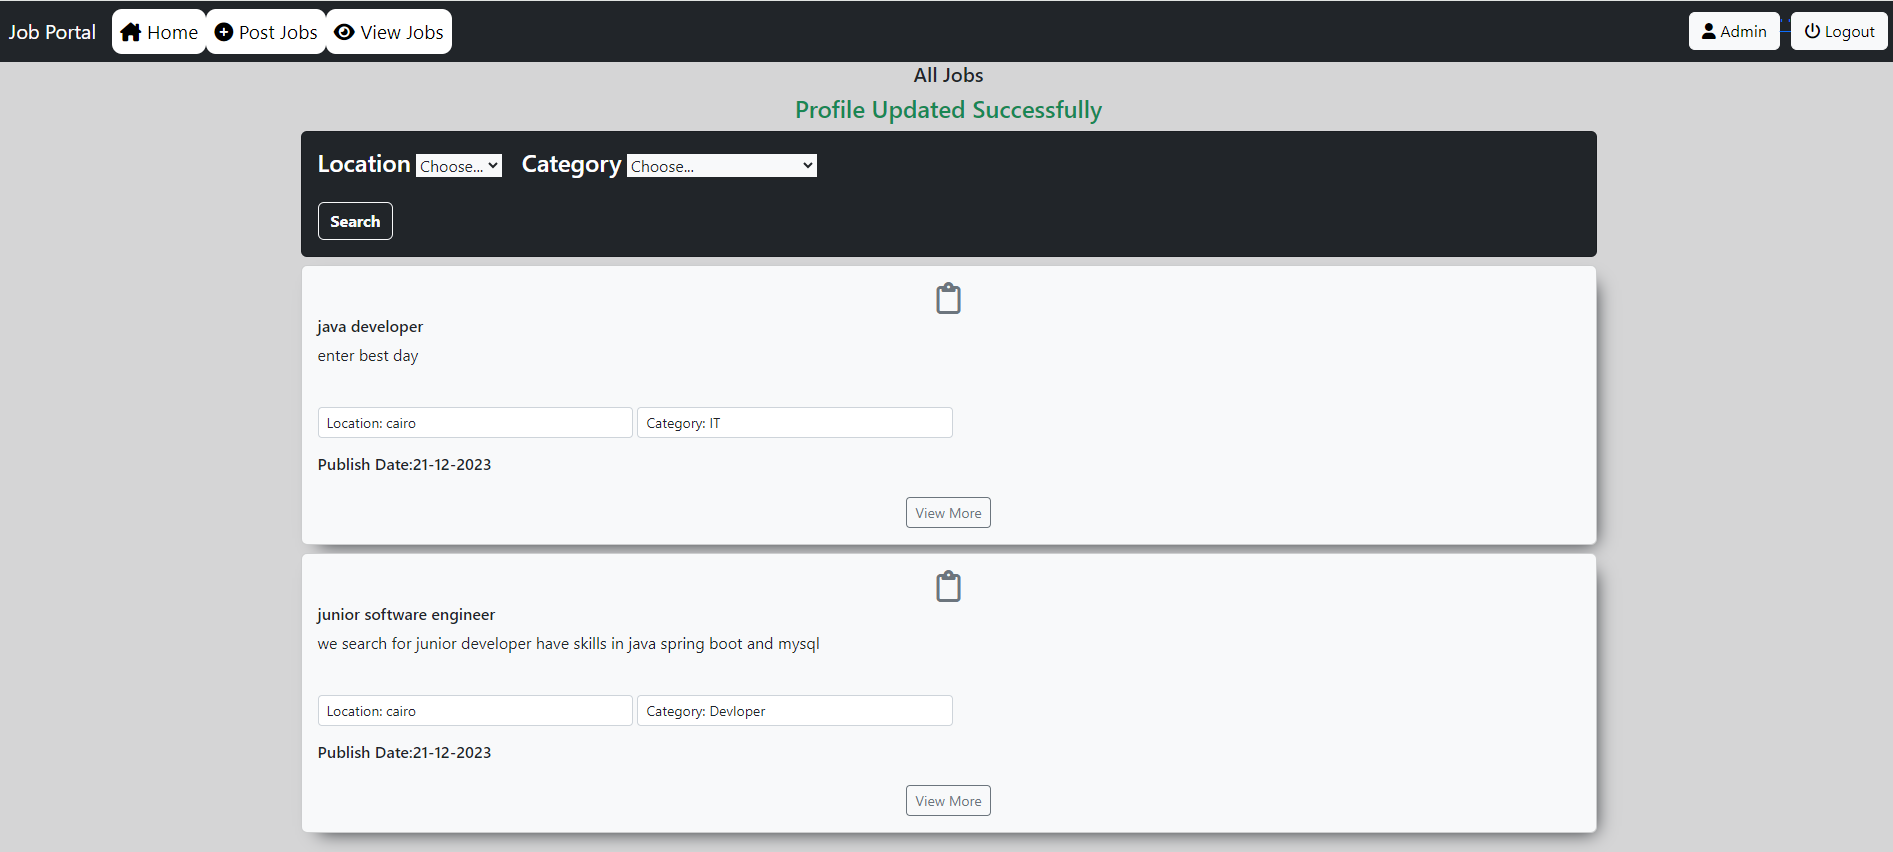 Job Portal Home Post Jobs View Jobs Admin Logout
All Jobs
Profile Updated Successfully
Location Choose... Category Choose...
Search
java developer
enter best day
Location: cairo Category: IT
Publish Date:21-12-2023
View More
junior software engineer
we search for junior developer have skills in java spring boot and mysql
Location: cairo Category: Devloper
Publish Date:21-12-2023
View More